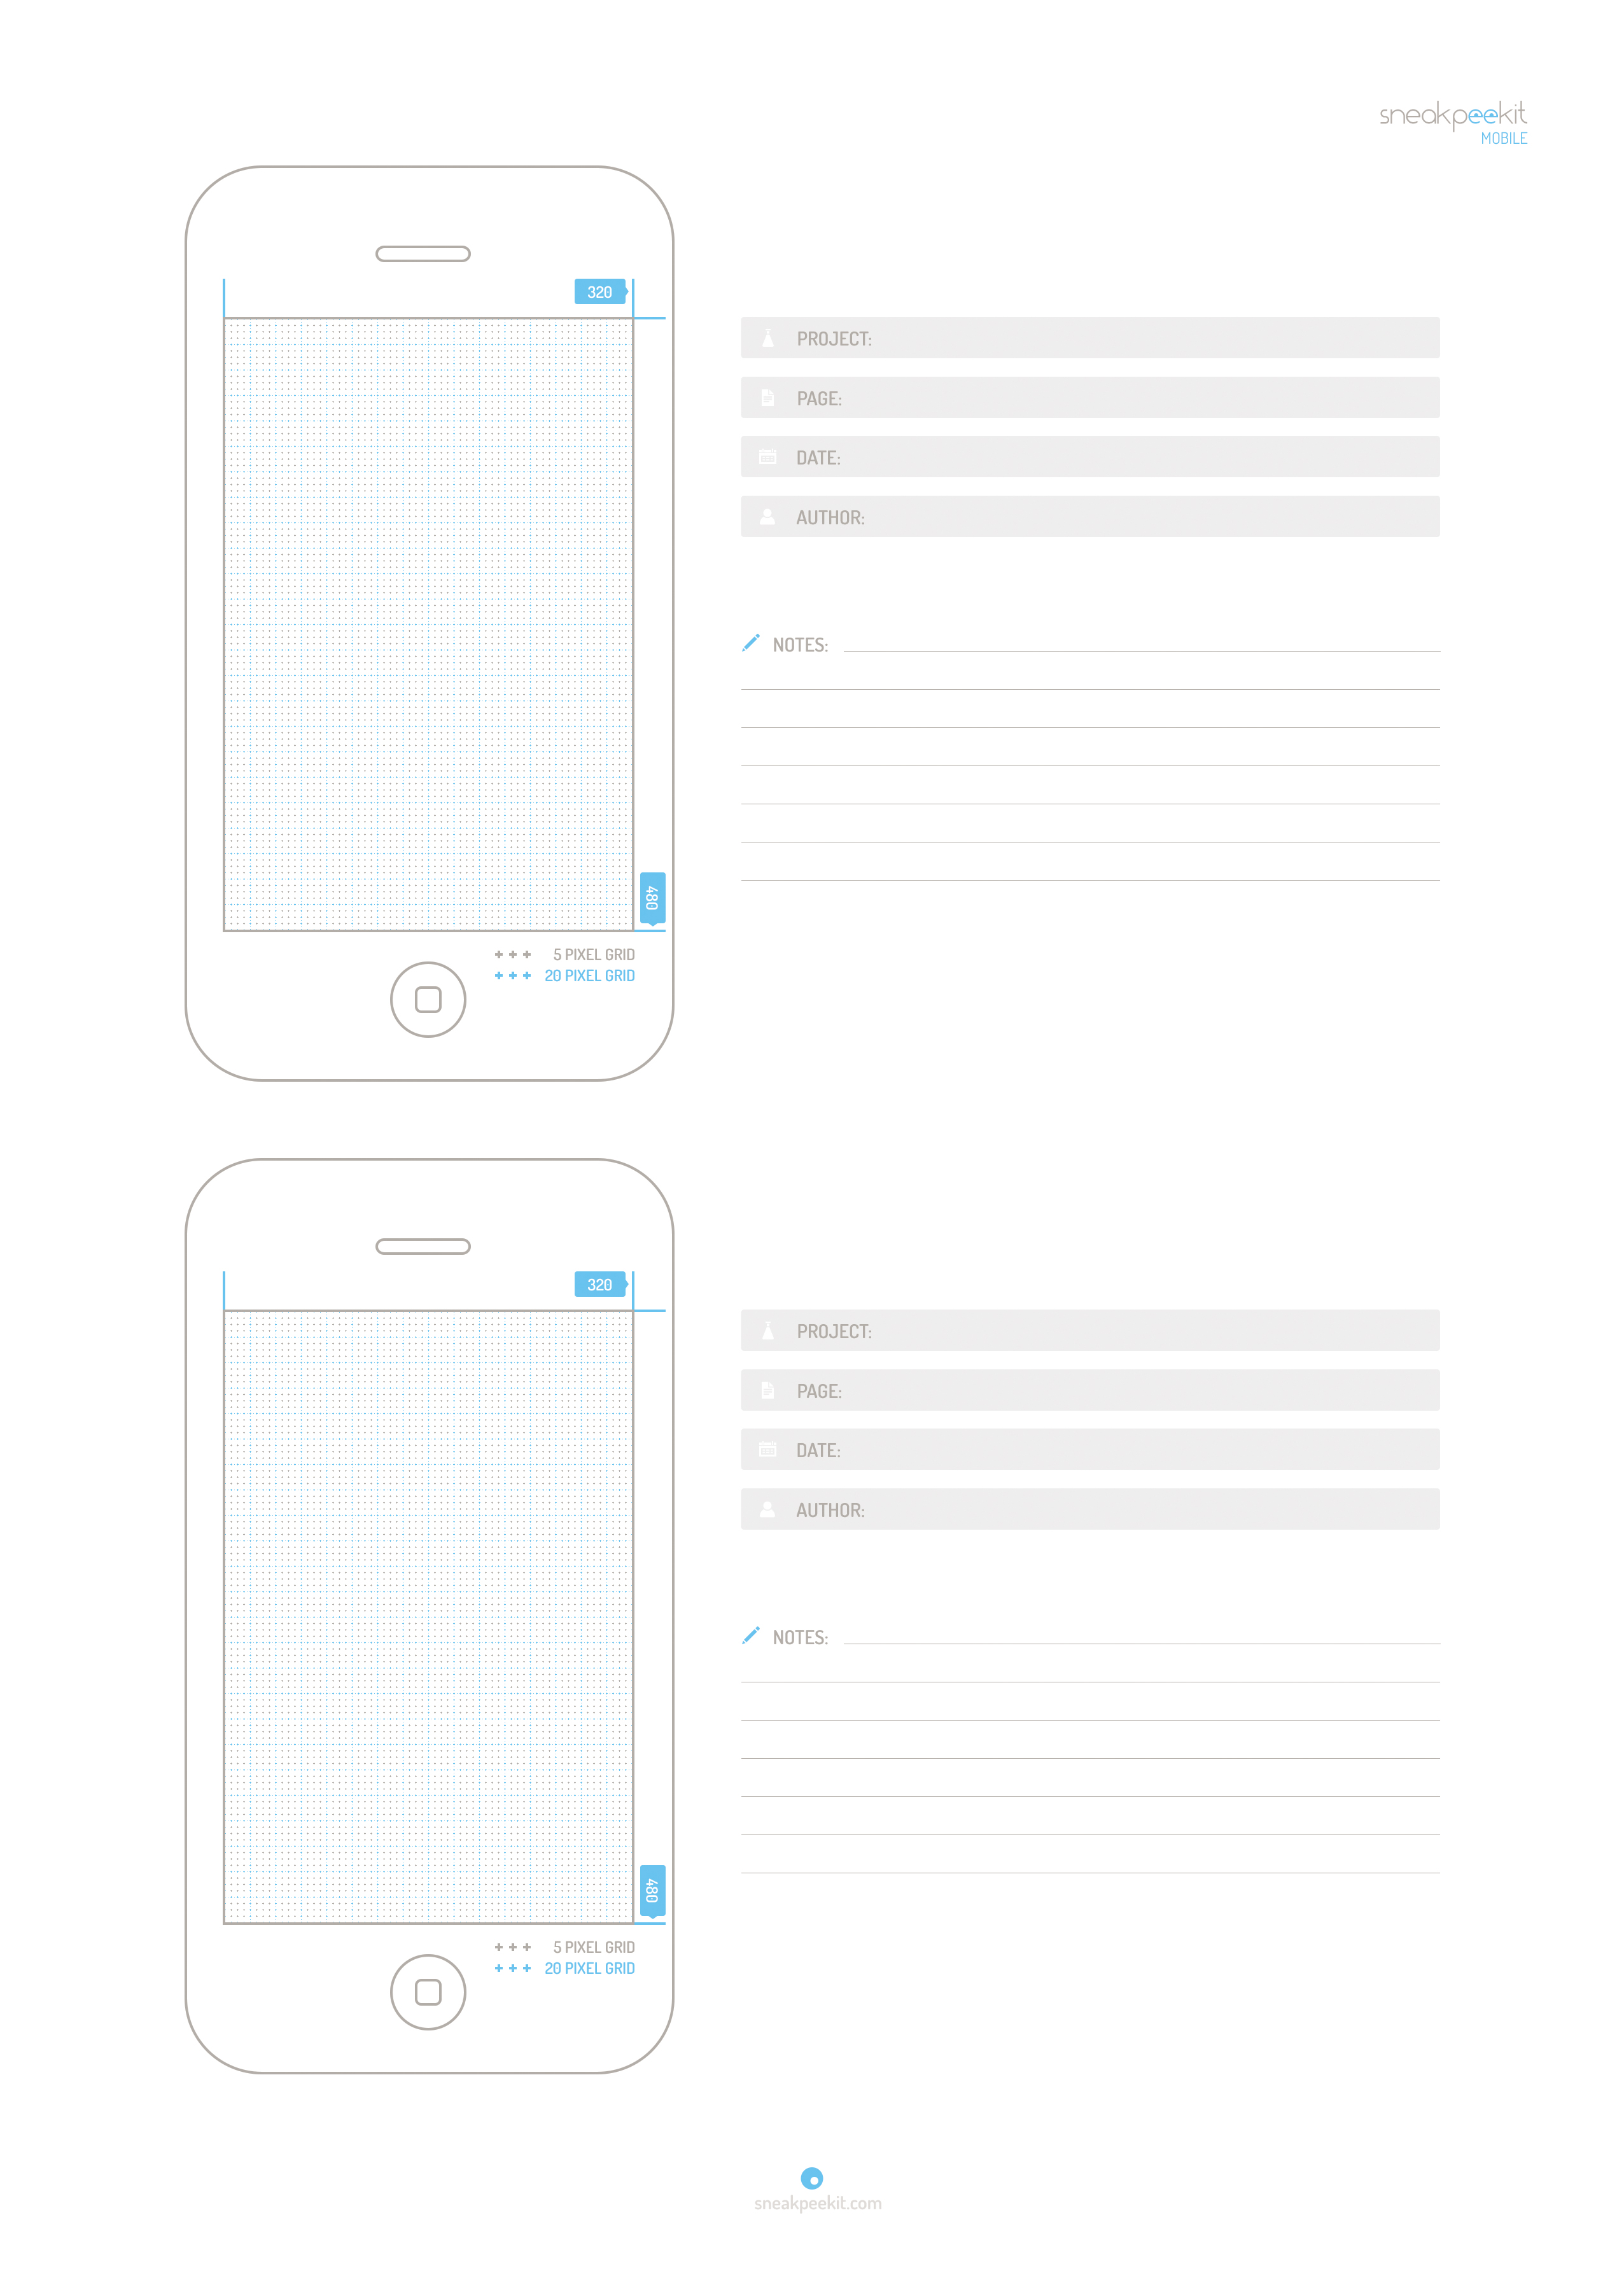 sneakpeekit
MOBILE
320
PROJECT:
PAGE:
DATE:
AUTHOR:
NOTES:
480
5 PIXEL GRID
20 PIXEL GRID
320
PROJECT:
PAGE:
DATE:
AUTHOR:
NOTES:
480
5 PIXEL GRID
20 PIXEL GRID
sneakpeekit.com